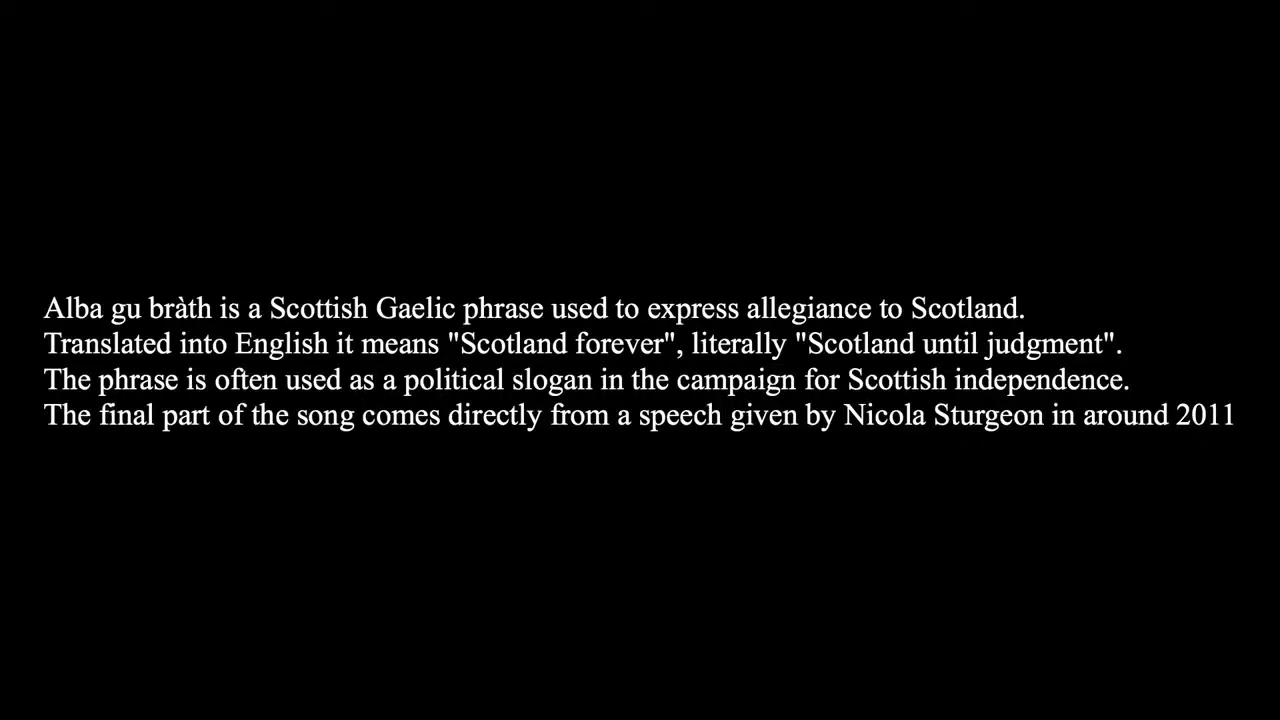 Alba gu bràth is a Scottish Gaelic phrase used to express allegiance to Scotland.
Translated into English it means "Scotland forever", literally "Scotland until judgment".
The phrase is often used as a political slogan in the campaign for Scottish independence.
The final part of the song comes directly from a speech given by Nicola Sturgeon in around 2011